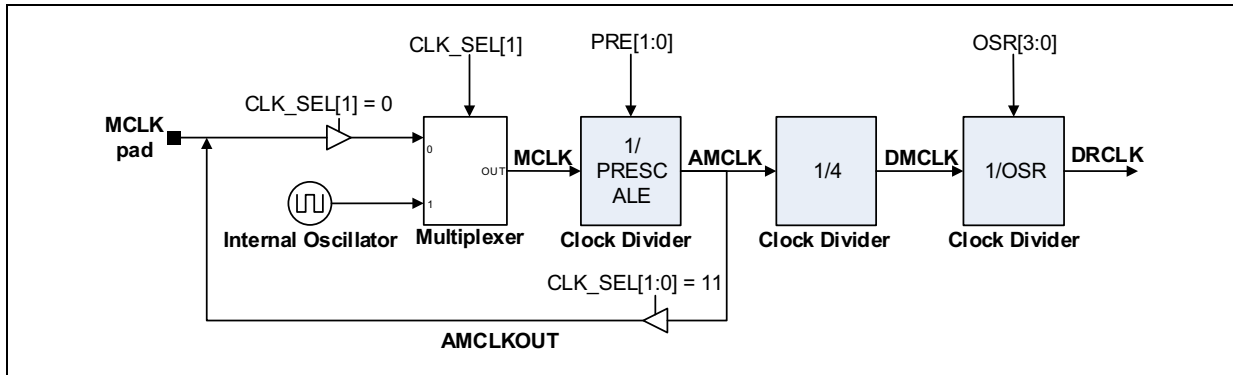 CLK_SEL[1]
PRE[1:0]
OSR[3:0]
CLK_SEL[1] = 0
MCLK
pad
0
OUT
1
MCLK
1/
PRESC
ALE
AMCLK
1/4
DMCLK
1/OSR
DRCLK
Internal Oscillator
Multiplexer
Clock Divider
Clock Divider
Clock Divider
CLK_SEL[1:0] = 11
AMCLKOUT